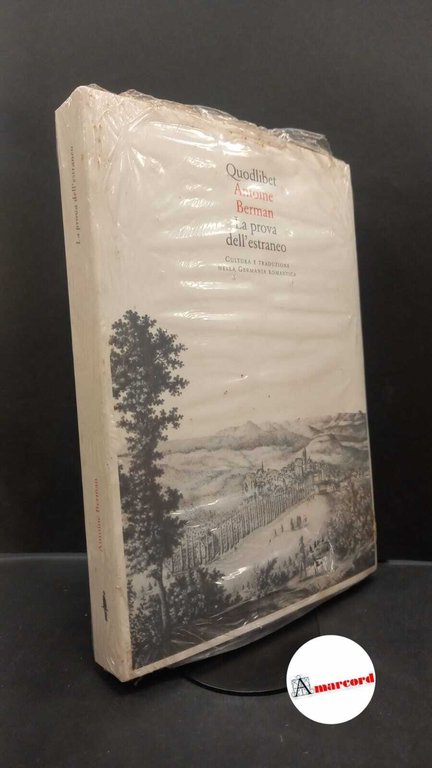 Quodlibet
Antoine
Berman
La prova
dell'estraneo
CULTURA E TRADUZIONE
NELLA GERMANIA ROMANTICA
La prova dell'estraneo
Antoine Berman
Amarcord